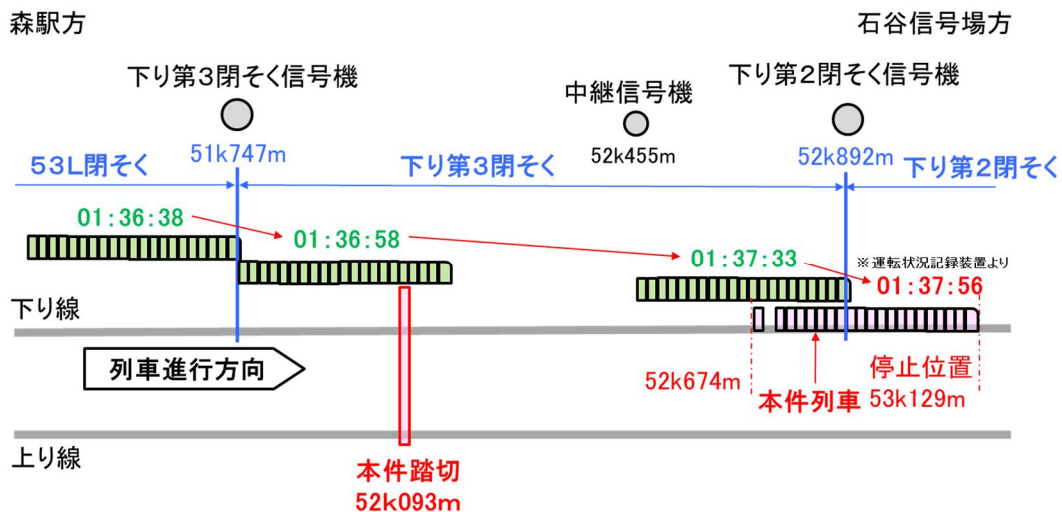 森駅方
石谷信号場方
下り第3閉そく信号機
中継信号機
下り第2閉そく信号機
51k747m
52k455m
52k892m
53L閉そく
下り第3閉そく
下り第2閉そく
01:36:38
01:36:58
01:37:33
※運転状況記録装置より
01:37:56
下り線
列車進行方向
52k674m
本件列車
停止位置
53k129m
上り線
本件踏切
52k093m